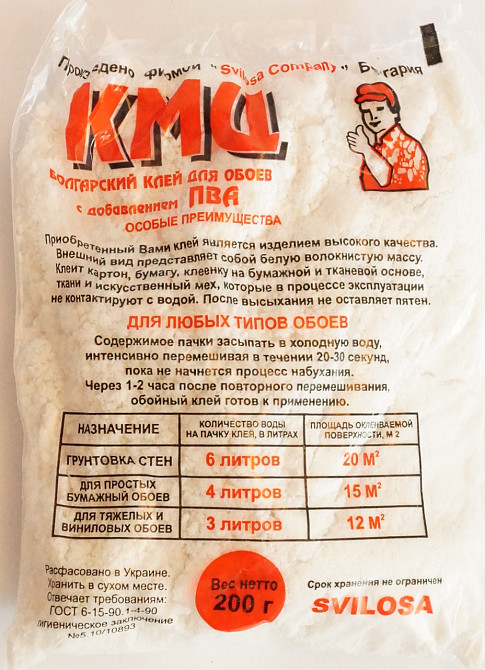 Произведено фирмой "Svilosa Company" Болгария
КМЦ
БОЛГАРСКИЙ КЛЕЙ ДЛЯ ОБОЕВ
с добавлением ПВА
ОСОБЫЕ ПРЕИМУЩЕСТВА
Приобретенный Вами клей является изделием высокого качества.
Внешний вид представляет собой белую волокнистую массу.
Клеит картон, бумагу, клеенку на бумажной и тканевой основе,
ткани и искусственный мех, которые в процессе эксплуатации
не контактируют с водой. После высыхания не оставляет пятен.
ДЛЯ ЛЮБЫХ ТИПОВ ОБОЕВ
Содержимое пачки засыпать в холодную воду,
интенсивно перемешивая в течении 20-30 секунд,
пока не начнется процесс набухания.
Через 1-2 часа после повторного перемешивания,
обойный клей готов к применению.
НАЗНАЧЕНИЕ
КОЛИЧЕСТВО ВОДЫ
НА ПАЧКУ КЛЕЯ, В ЛИТРАХ
ПЛОЩАДЬ ОКЛЕИВАЕМОЙ
ПОВЕРХНОСТИ, М 2
ГРУНТОВКА СТЕН
6 литров
20 М²
ДЛЯ ПРОСТЫХ
БУМАЖНЫЙ ОБОЕВ
4 литров
15 М²
ДЛЯ ТЯЖЕЛЫХ И
ВИНИЛОВЫХ ОБОЕВ
3 литров
12 М²
Расфасовано в Украине.
Хранить в сухом месте.
Отвечает требованиям:
ГОСТ 6-15-90.1-4-90
гигиеническое заключение
№5.10/10893
Вес нетто
200 г
Срок хранения не ограничен
SVILOSA